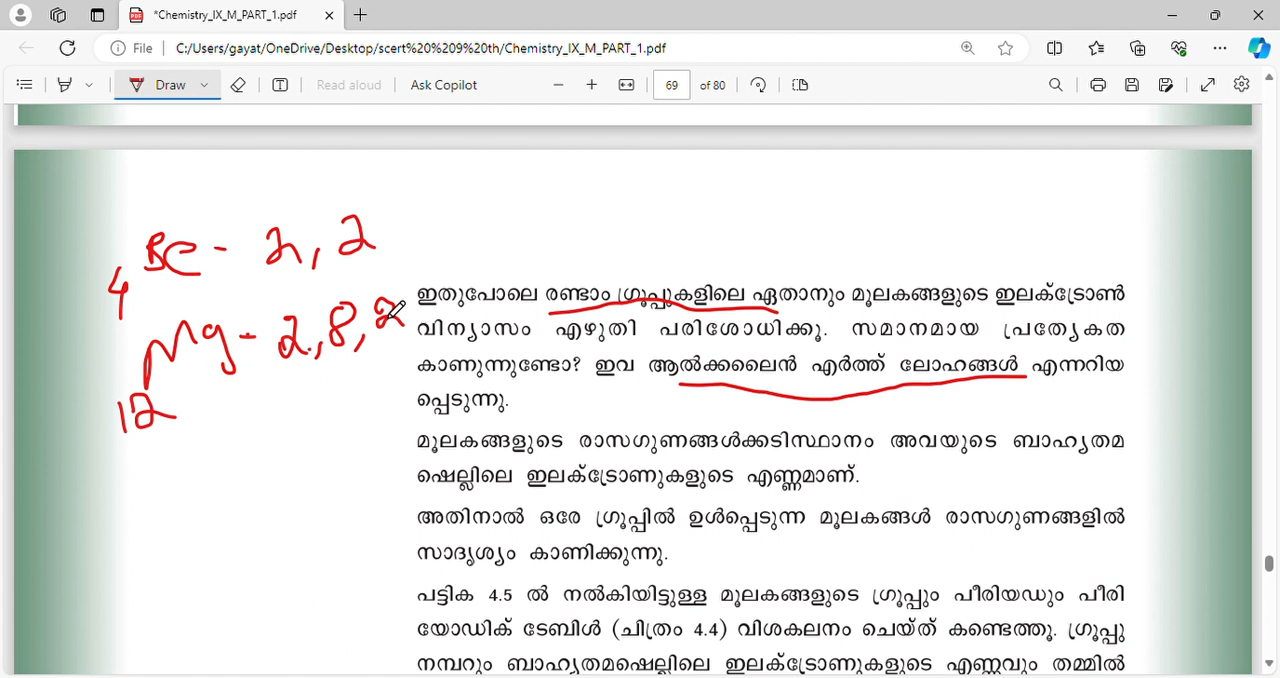 *Chemistry_IX_M_PART_1.pdf
File C:/Users/gayat/OneDrive/Desktop/scert%20%209%20th/Chemistry_IX_M_PART_1.pdf
Draw Read aloud Ask Copilot 69 of 80
4Be - 2, 2
12Mg - 2, 8, 2
ഇതുപോലെ രണ്ടാം ഗ്രൂപ്പുകളിലെ ഏതാനും മൂലകങ്ങളുടെ ഇലക്ട്രോൺ
വിന്യാസം എഴുതി പരിശോധിക്കൂ. സമാനമായ പ്രത്യേകത
കാണുന്നുണ്ടോ? ഇവ ആൽക്കലൈൻ എർത്ത് ലോഹങ്ങൾ എന്നറിയ
പ്പെടുന്നു.
മൂലകങ്ങളുടെ രാസഗുണങ്ങൾക്കടിസ്ഥാനം അവയുടെ ബാഹ്യതമ
ഷെല്ലിലെ ഇലക്ട്രോണുകളുടെ എണ്ണമാണ്.
അതിനാൽ ഒരേ ഗ്രൂപ്പിൽ ഉൾപ്പെടുന്ന മൂലകങ്ങൾ രാസഗുണങ്ങളിൽ
സാദൃശ്യം കാണിക്കുന്നു.
പട്ടിക 4.5 ൽ നൽകിയിട്ടുള്ള മൂലകങ്ങളുടെ ഗ്രൂപ്പും പീരിയഡും പീരി
യോഡിക് ടേബിൾ (ചിത്രം 4.4) വിശകലനം ചെയ്ത് കണ്ടെത്തൂ. ഗ്രൂപ്പു
നമ്പറും ബാഹ്യതമഷെല്ലിലെ ഇലക്ട്രോണുകളുടെ എണ്ണവും തമ്മിൽ